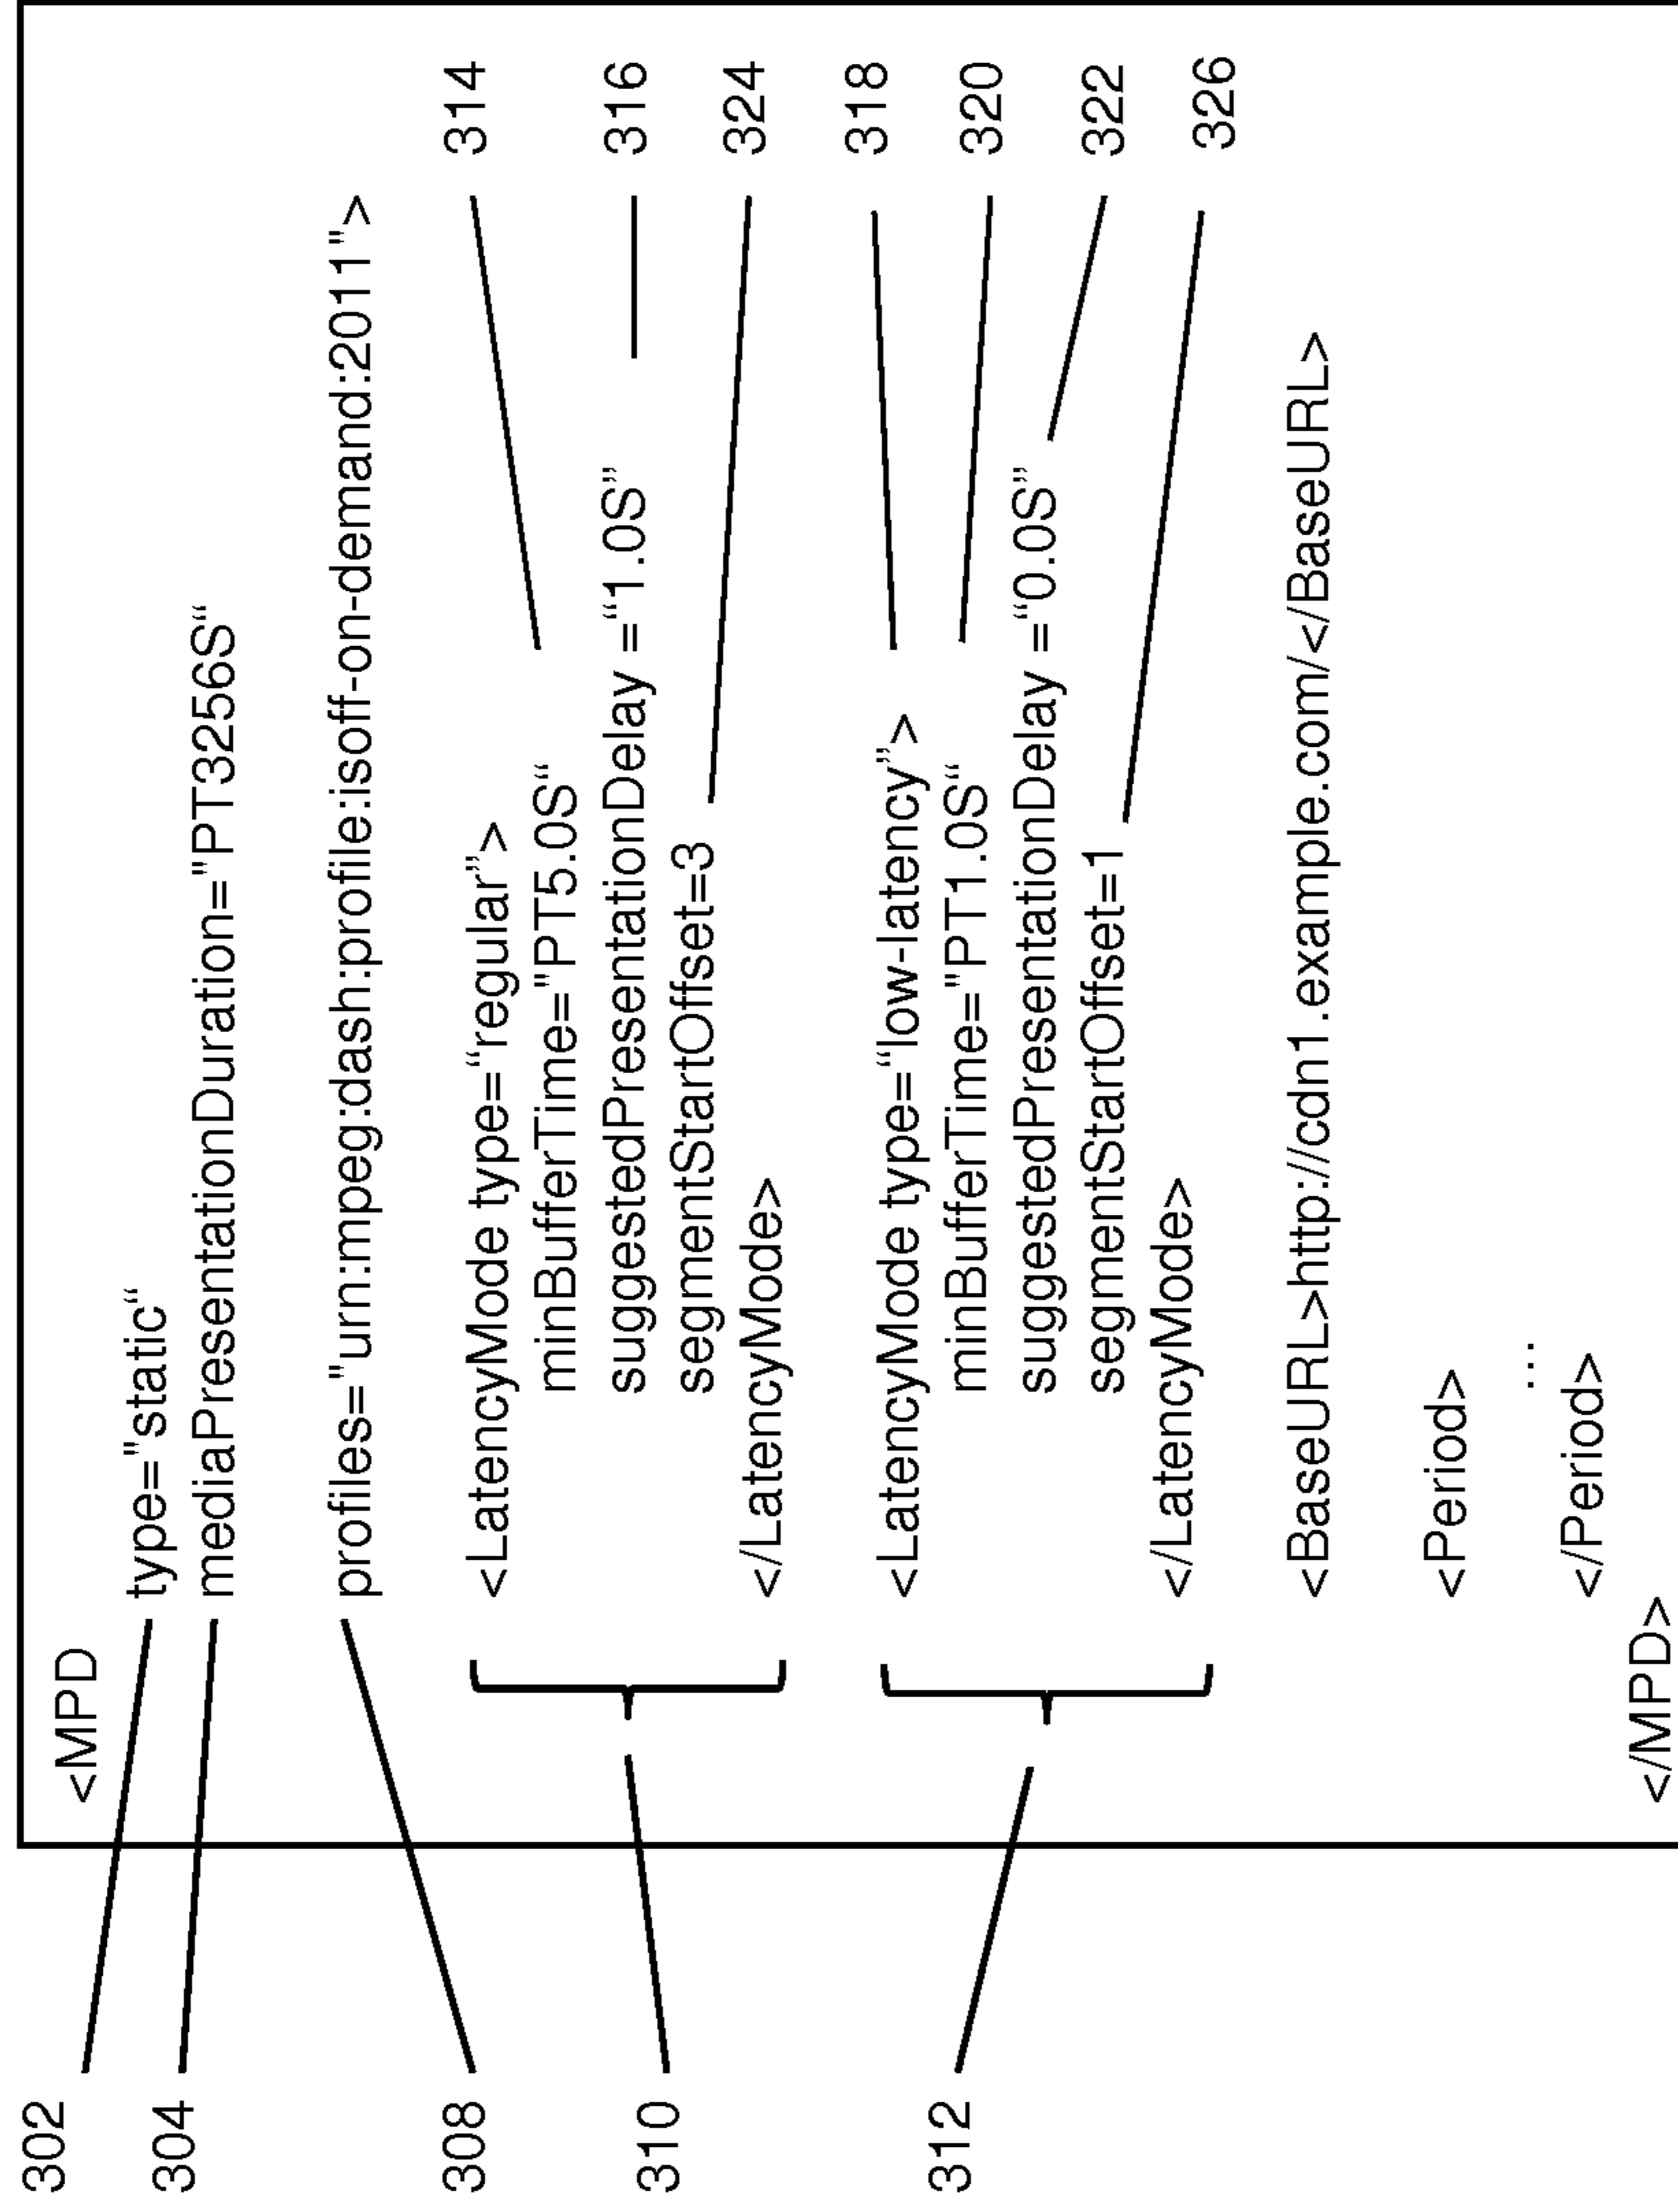 302
304
308
310
312
<MPD
type="static“
mediaPresentationDuration="PT3256S“
profiles="urn:mpeg:dash:profile:isoff-on-demand:2011">
<LatencyMode type=“regular”>
minBufferTime="PT5.0S“
suggestedPresentationDelay =“1.0S”
segmentStartOffset=3
</LatencyMode>
<LatencyMode type=“low-latency”>
minBufferTime="PT1.0S“
suggestedPresentationDelay =“0.0S”
segmentStartOffset=1
</LatencyMode>
<BaseURL>http://cdn1.example.com/</BaseURL>
<Period>
...
</Period>
</MPD>
314
316
324
318
320
322
326